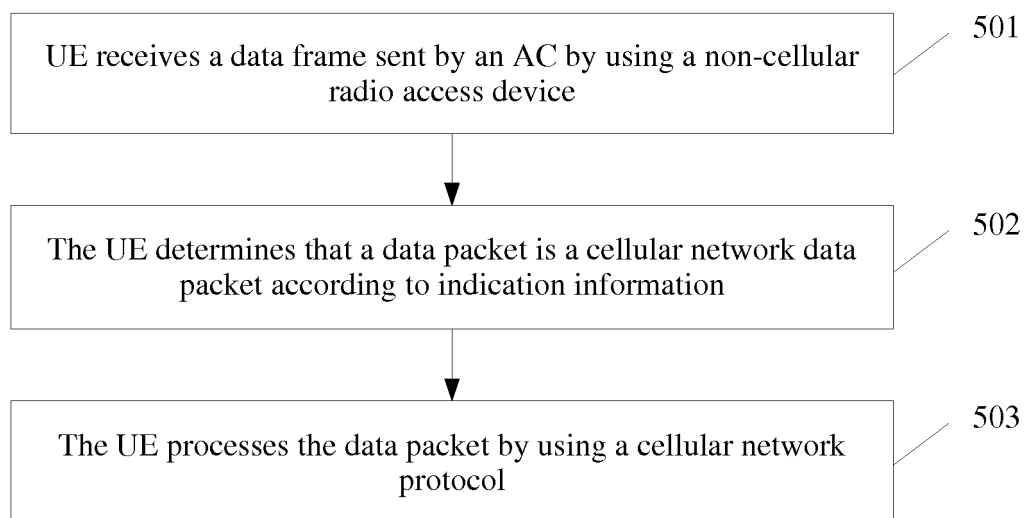 UE receives a data frame sent by an AC by using a non-cellular
radio access device
501
The UE determines that a data packet is a cellular network data
packet according to indication information
502
The UE processes the data packet by using a cellular network
protocol
503